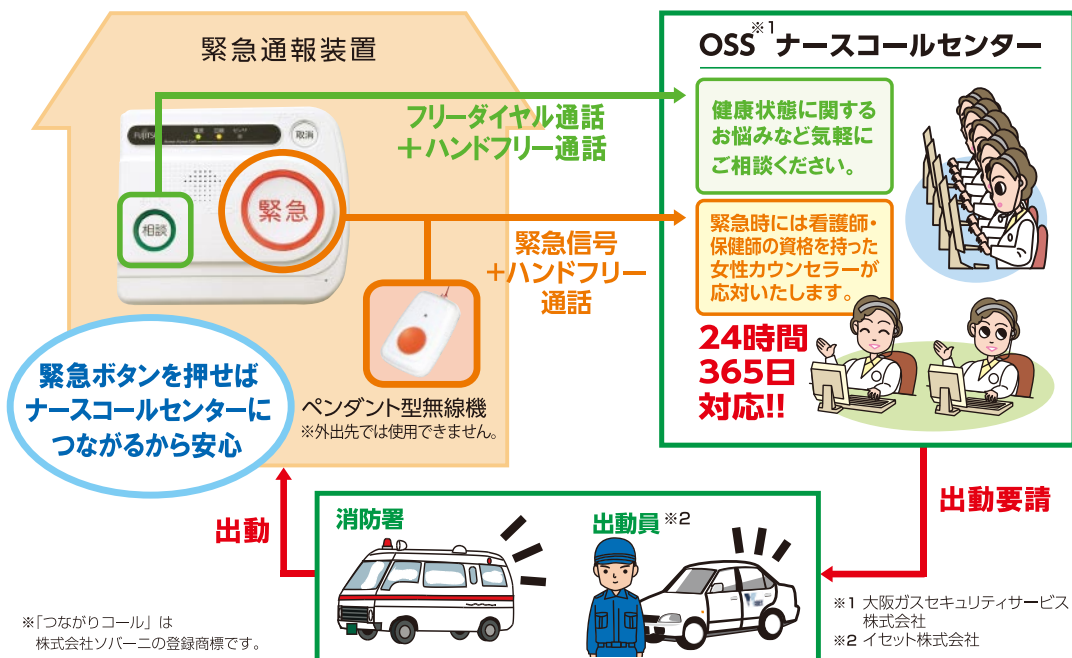 緊急通報装置
FUJITSU
電源
取消
相談
緊急
フリーダイヤル通話
＋ハンドフリー通話
緊急信号
＋ハンドフリー
通話
ペンダント型無線機
※外出先では使用できません。
緊急ボタンを押せば
ナースコールセンターに
つながるから安心
OSS※1ナースコールセンター
健康状態に関する
お悩みなど気軽に
ご相談ください。
緊急時には看護師・
保健師の資格を持った
女性カウンセラーが
応対いたします。
24時間
365日
対応!!
出動要請
出動
消防署
出動員※2
※「つながりコール」は
株式会社ソバーニの登録商標です。
※1 大阪ガスセキュリティサービス
株式会社
※2 イセット株式会社